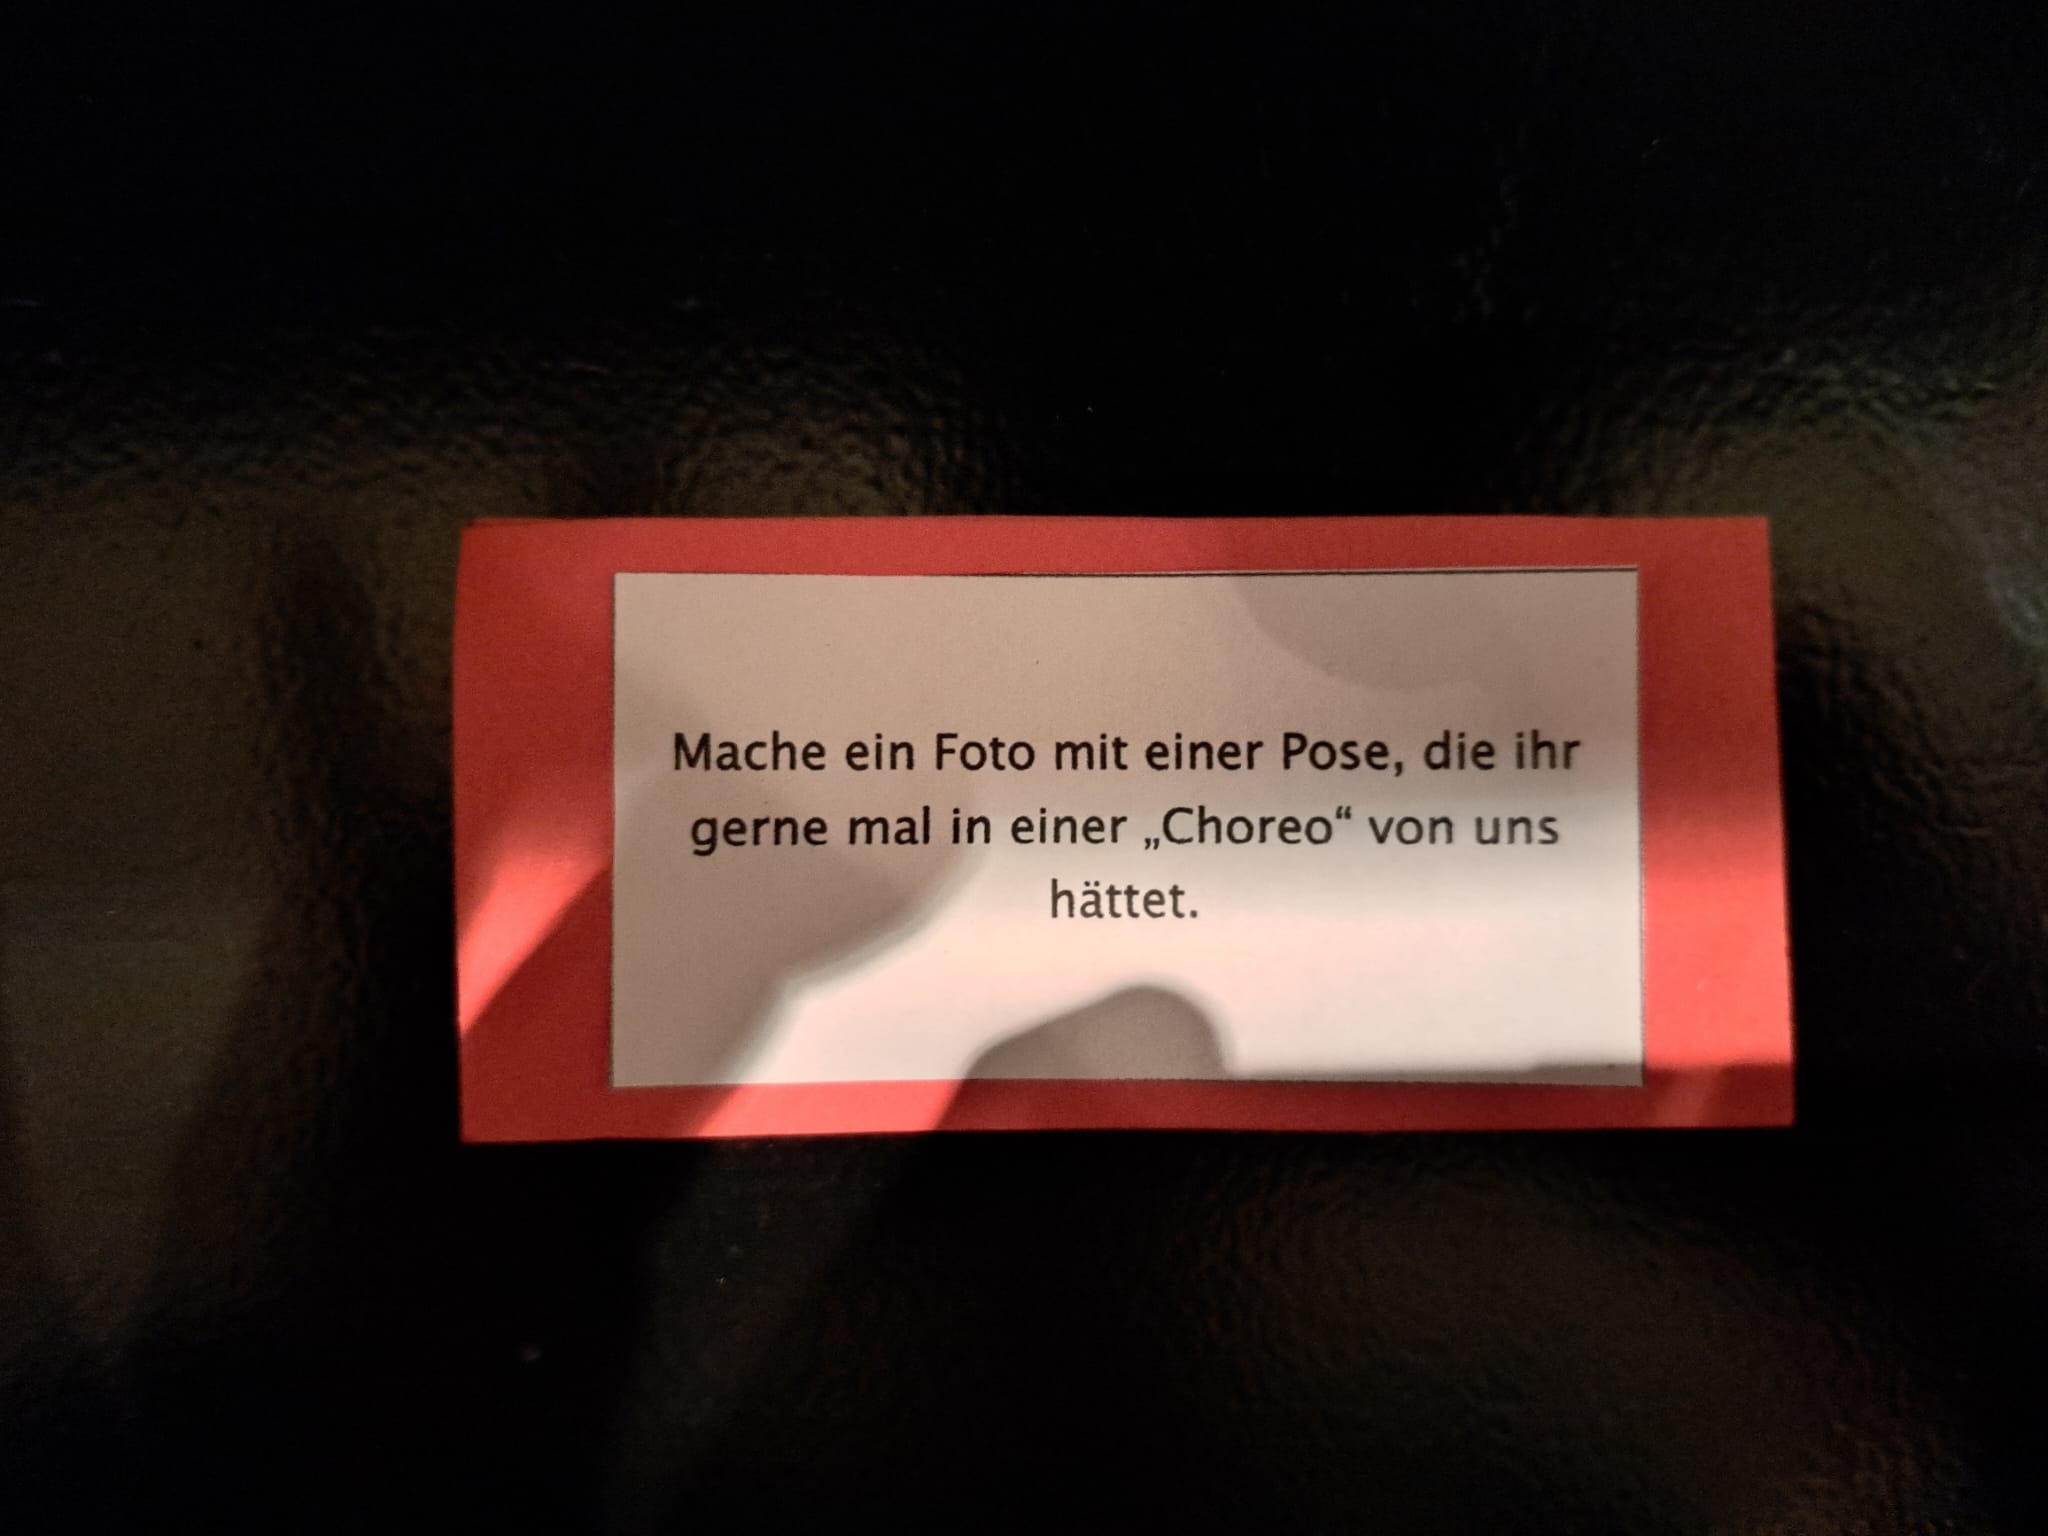 Mache ein Foto mit einer Pose, die ihr
gerne mal in einer „Choreo“ von uns
hättet.